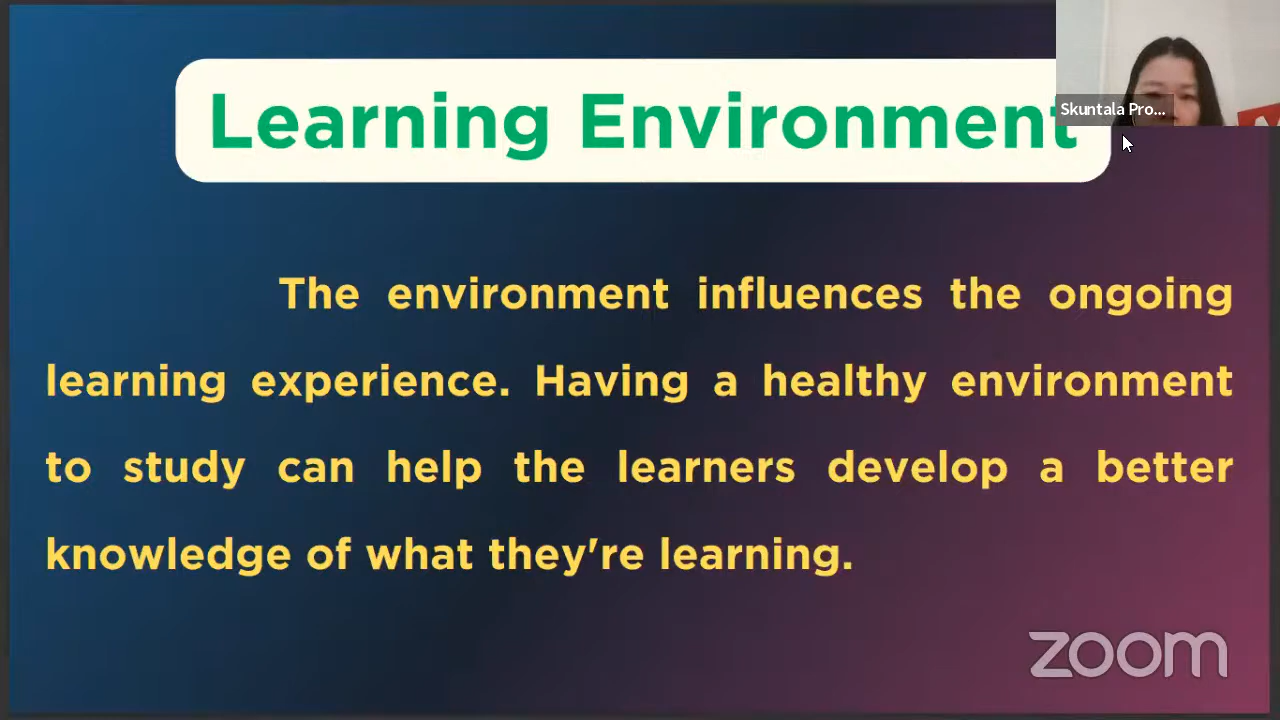 Learning Environment
Skuntala Pro...
The environment influences the ongoing
learning experience. Having a healthy environment
to study can help the learners develop a better
knowledge of what they're learning.
zoom